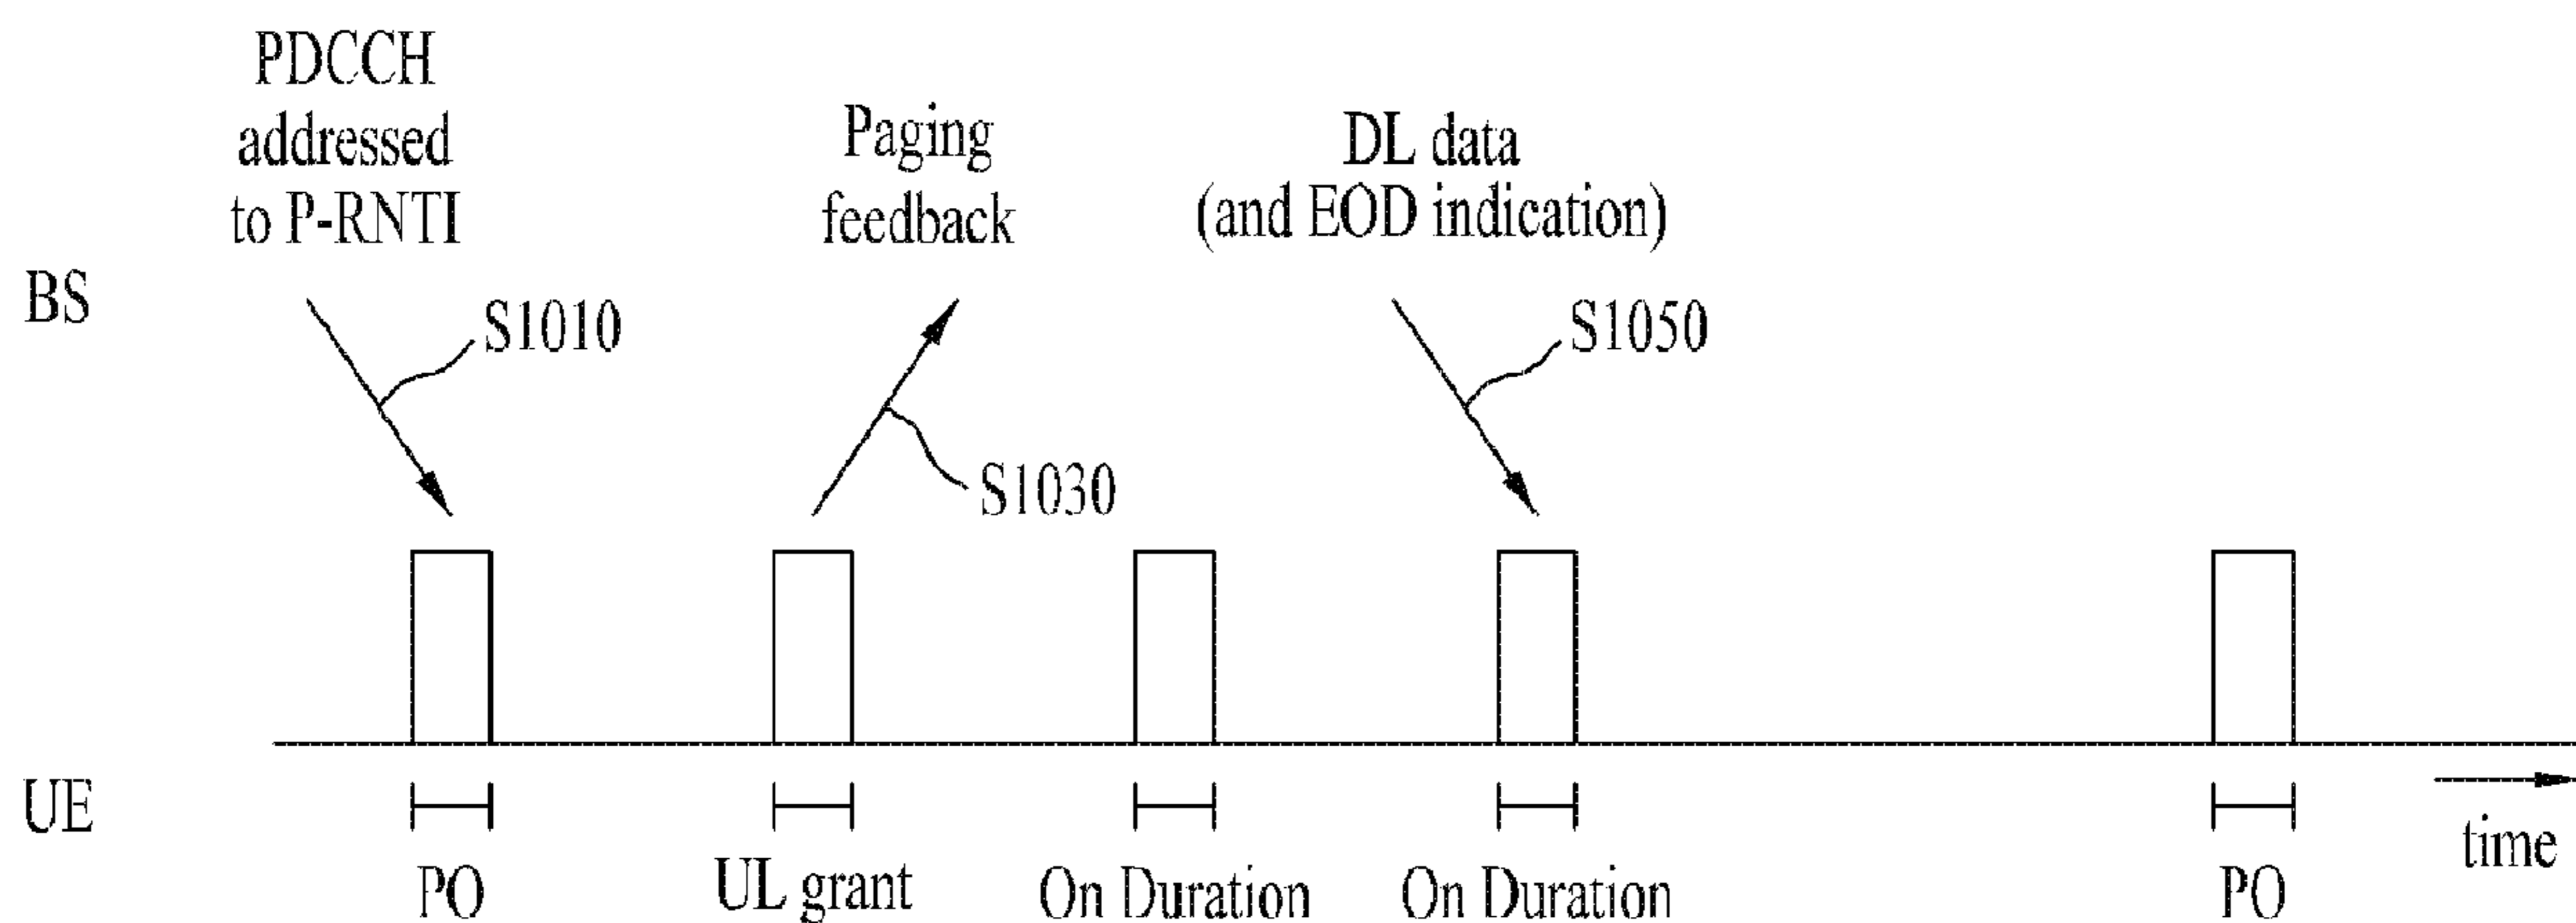 PDCCH
addressed
to P-RNTI
Paging
feedback
DL data
(and EOD indication)
BS
S1010
S1030
S1050
UE
PO
UL grant
On Duration
On Duration
PO
time